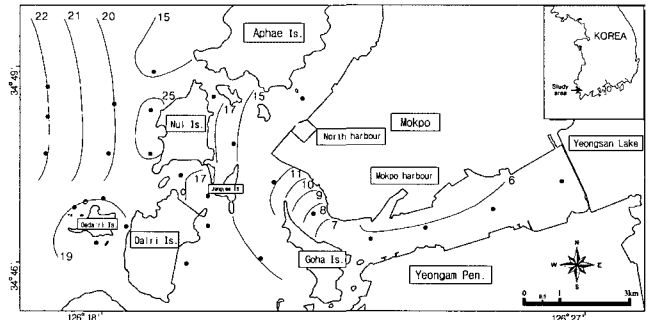 22
21
20
15
Aphae Is.
KOREA
Study
area
34°49'
25
17
15
Nul Is.
North harbour
Mokpo
Yeongsan Lake
Mokpo harbour
17
11
10
9
8
7
6
Dalri Is.
19
Goha Is.
Yeongam Pen.
34°46'
N
W
E
S
0
1
3km
126°18'
126°27'